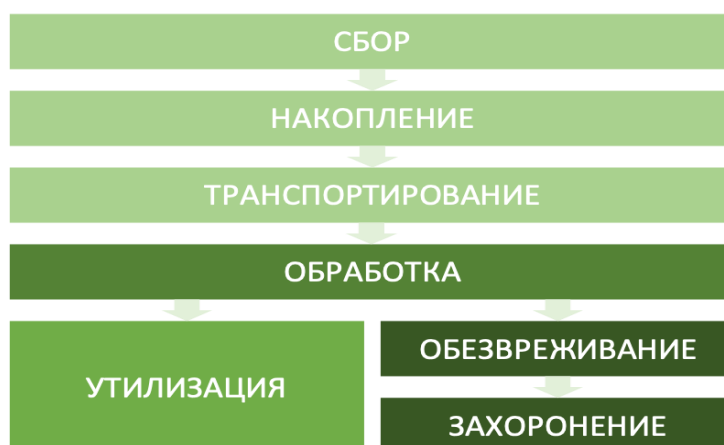 СБОР
НАКОПЛЕНИЕ
ТРАНСПОРТИРОВАНИЕ
ОБРАБОТКА
УТИЛИЗАЦИЯ
ОБЕЗВРЕЖИВАНИЕ
ЗАХОРОНЕНИЕ